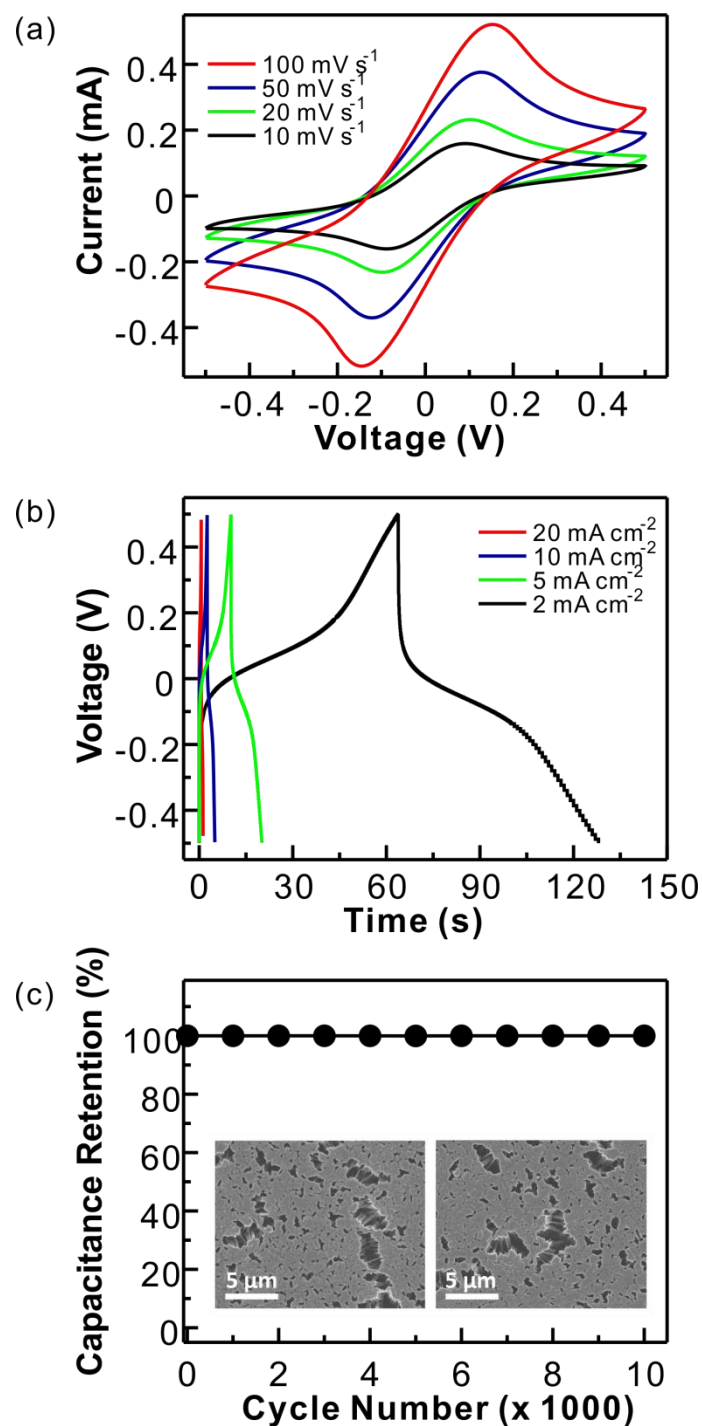 (a)
100 mV s⁻¹
50 mV s⁻¹
20 mV s⁻¹
10 mV s⁻¹
Current (mA)
0.4
0.2
0
-0.2
-0.4
-0.4 -0.2 0 0.2 0.4
Voltage (V)
(b)
20 mA cm⁻²
10 mA cm⁻²
5 mA cm⁻²
2 mA cm⁻²
Voltage (V)
0.4
0.2
0
-0.2
-0.4
0 30 60 90 120 150
Time (s)
(c)
Capacitance Retention (%)
100
80
60
40
20
0
5 μm
5 μm
0 2 4 6 8 10
Cycle Number (x 1000)